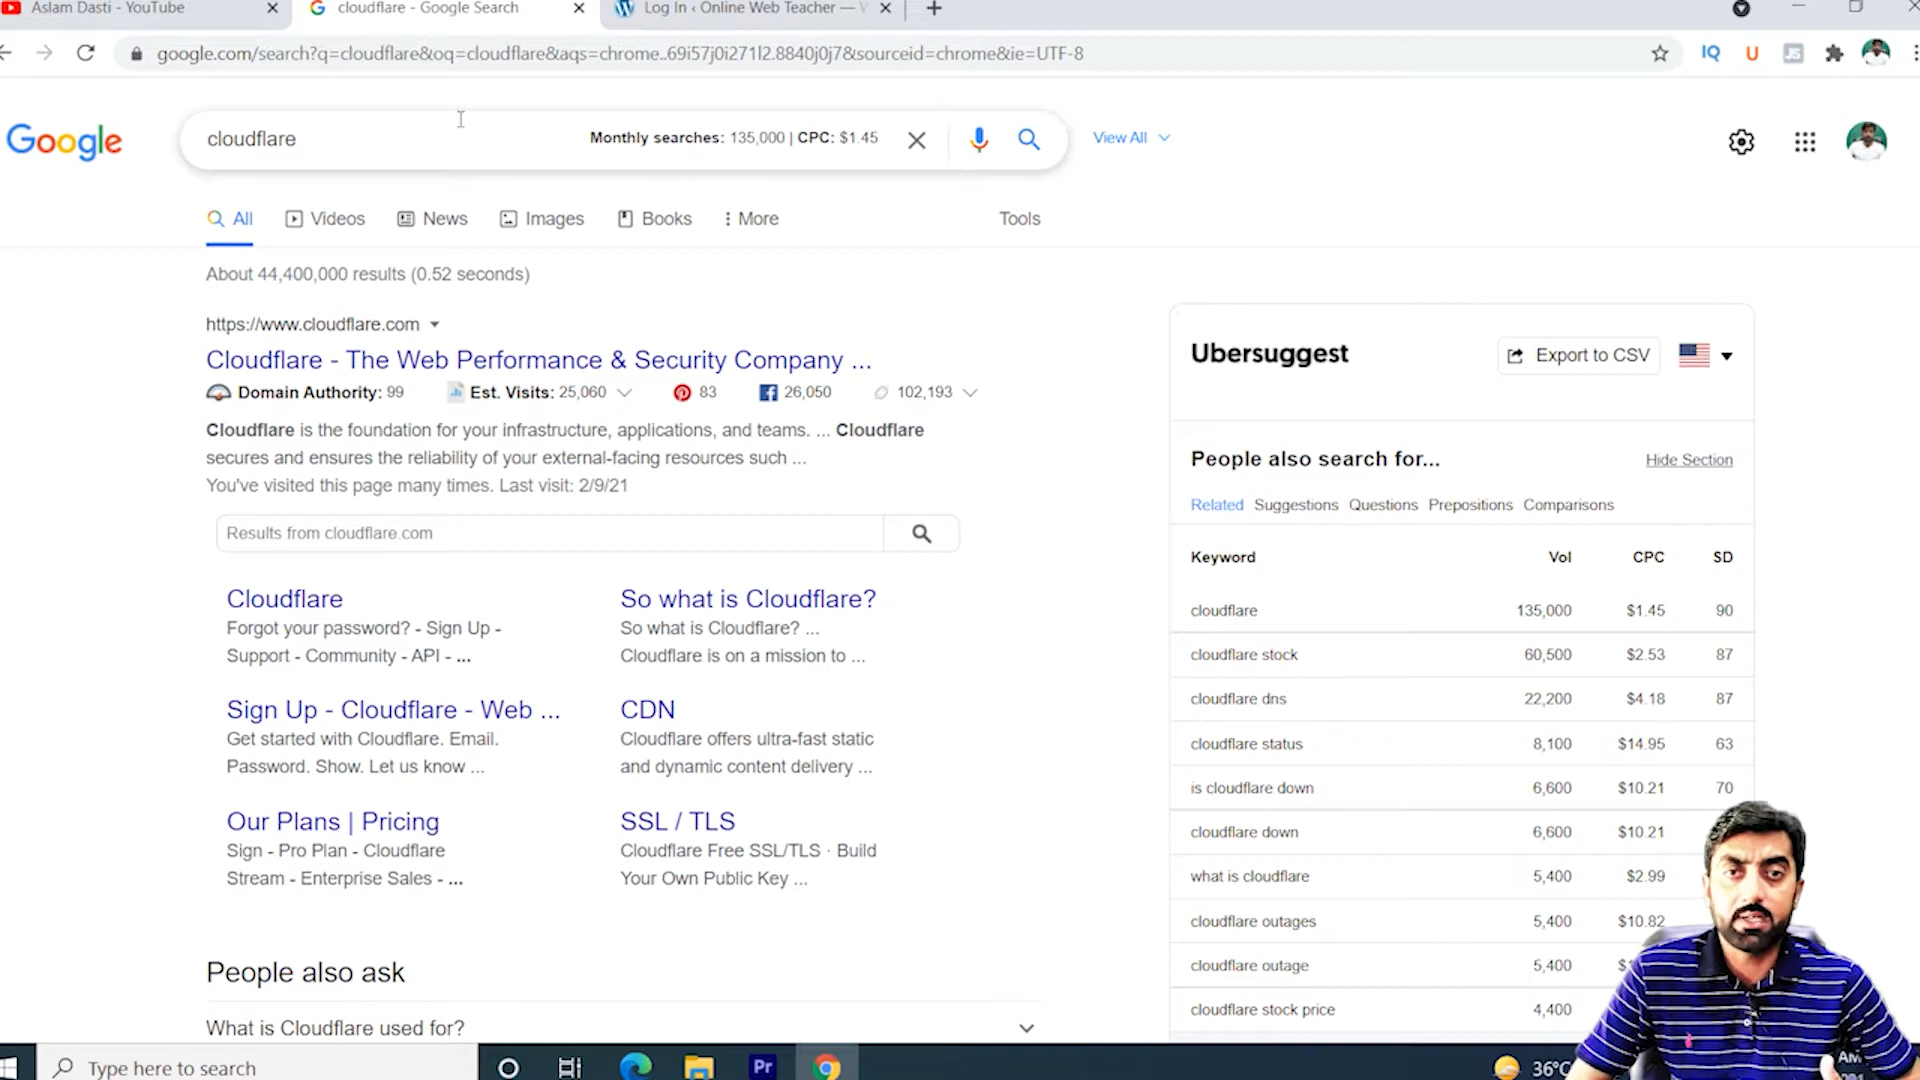 Aslam Dasti - YouTube
cloudflare - Google Search
Log In ‹ Online Web Teacher —
google.com/search?q=cloudflare&oq=cloudflare&aqs=chrome..69i57j0i271l2.8840j0j7&sourceid=chrome&ie=UTF-8
IQ
U
JS
Google
cloudflare
Monthly searches: 135,000 | CPC: $1.45
View All
All
Videos
News
Images
Books
More
Tools
About 44,400,000 results (0.52 seconds)
https://www.cloudflare.com
Cloudflare - The Web Performance & Security Company ...
Domain Authority: 99
Est. Visits: 25,060
83
26,050
102,193
Cloudflare is the foundation for your infrastructure, applications, and teams. ... Cloudflare
secures and ensures the reliability of your external-facing resources such ...
You've visited this page many times. Last visit: 2/9/21
Results from cloudflare.com
Cloudflare
Forgot your password? - Sign Up -
Support - Community - API - ...
So what is Cloudflare?
So what is Cloudflare? ...
Cloudflare is on a mission to ...
Sign Up - Cloudflare - Web ...
Get started with Cloudflare. Email.
Password. Show. Let us know ...
CDN
Cloudflare offers ultra-fast static
and dynamic content delivery ...
Our Plans | Pricing
Sign - Pro Plan - Cloudflare
Stream - Enterprise Sales - ...
SSL / TLS
Cloudflare Free SSL/TLS · Build
Your Own Public Key ...
People also ask
What is Cloudflare used for?
Ubersuggest
Export to CSV
People also search for...
Hide Section
Related Suggestions Questions Prepositions Comparisons
Keyword Vol CPC SD
cloudflare 135,000 $1.45 90
cloudflare stock 60,500 $2.53 87
cloudflare dns 22,200 $4.18 87
cloudflare status 8,100 $14.95 63
is cloudflare down 6,600 $10.21 70
cloudflare down 6,600 $10.21
what is cloudflare 5,400 $2.99
cloudflare outages 5,400 $10.82
cloudflare outage 5,400
cloudflare stock price 4,400
Type here to search
Pr
36°C
AM